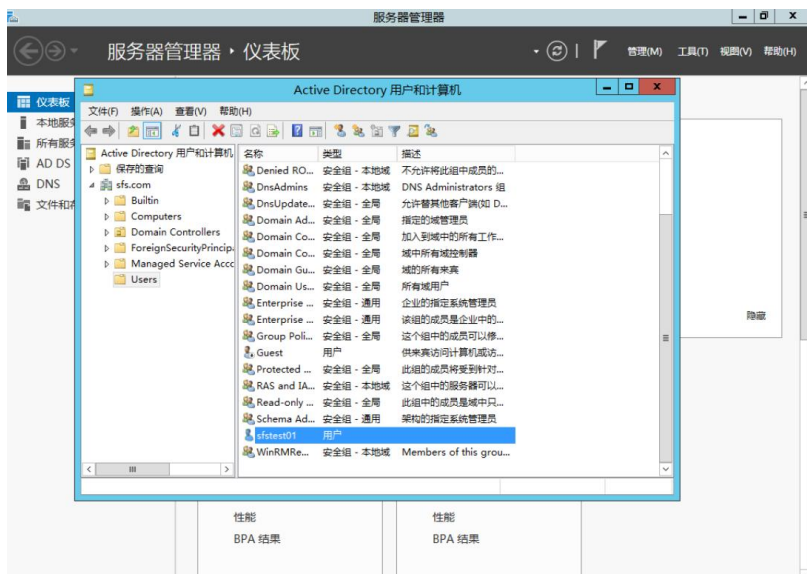 服务器管理器
服务器管理器 · 仪表板
管理(M) 工具(T) 视图(V) 帮助(H)
仪表板
本地服务
所有服务
AD DS
DNS
文件和存
Active Directory 用户和计算机
文件(F) 操作(A) 查看(V) 帮助(H)
Active Directory 用户和计算机
保存的查询
sfs.com
Builtin
Computers
Domain Controllers
ForeignSecurityPrincip
Managed Service Acco
Users
名称 类型 描述
Denied RO... 安全组 - 本地域 不允许将此组中成员的...
DnsAdmins 安全组 - 本地域 DNS Administrators 组
DnsUpdate... 安全组 - 全局 允许替其他客户端(如 D...
Domain Ad... 安全组 - 全局 指定的域管理员
Domain Co... 安全组 - 全局 加入到域中的所有工作...
Domain Co... 安全组 - 全局 域中所有域控制器
Domain Gu... 安全组 - 全局 域的所有来宾
Domain Us... 安全组 - 全局 所有域用户
Enterprise ... 安全组 - 通用 企业的指定系统管理员
Enterprise ... 安全组 - 通用 该组的成员是企业中的...
Group Poli... 安全组 - 全局 这个组中的成员可以修...
Guest 用户 供来宾访问计算机或访...
Protected ... 安全组 - 全局 此组的成员将受到针对...
RAS and IA... 安全组 - 本地域 这个组中的服务器可以...
Read-only ... 安全组 - 全局 此组中的成员是域中只...
Schema Ad... 安全组 - 通用 架构的指定系统管理员
sfstest01 用户
WinRMRe... 安全组 - 本地域 Members of this grou...
隐藏
性能 性能
BPA 结果 BPA 结果